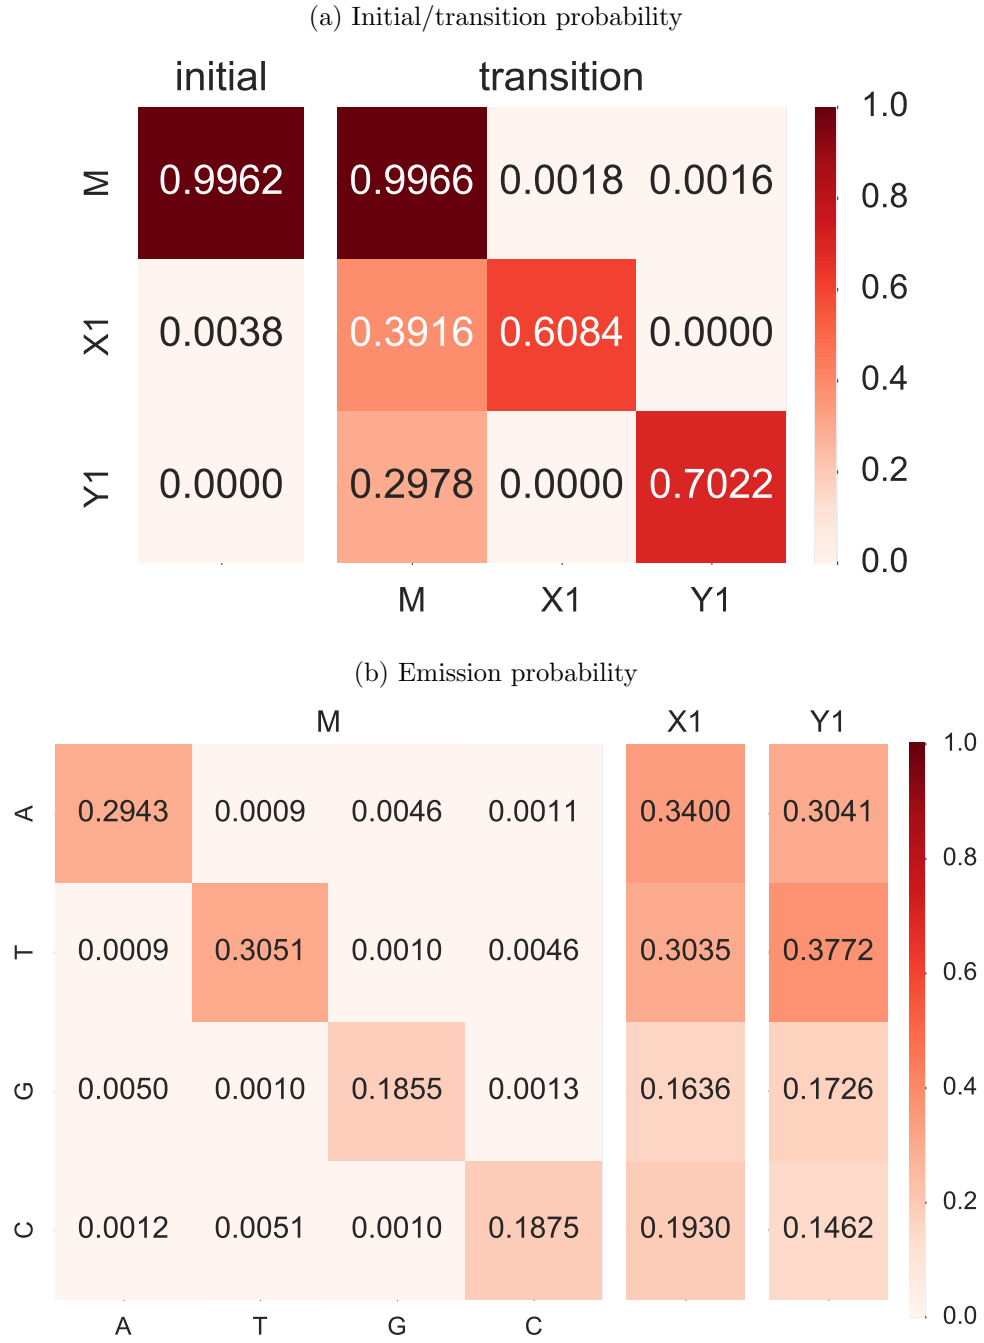 (a) Initial/transition probability
initial transition
1.0
M 0.9962 0.9966 0.0018 0.0016
0.8
0.6
X1 0.0038 0.3916 0.6084 0.0000
0.4
Y1 0.0000 0.2978 0.0000 0.7022
0.2
0.0
M X1 Y1
(b) Emission probability
M X1 Y1
1.0
A 0.2943 0.0009 0.0046 0.0011 0.3400 0.3041
0.8
T 0.0009 0.3051 0.0010 0.0046 0.3035 0.3772
0.6
G 0.0050 0.0010 0.1855 0.0013 0.1636 0.1726
0.4
0.2
C 0.0012 0.0051 0.0010 0.1875 0.1930 0.1462
0.0
A T G C